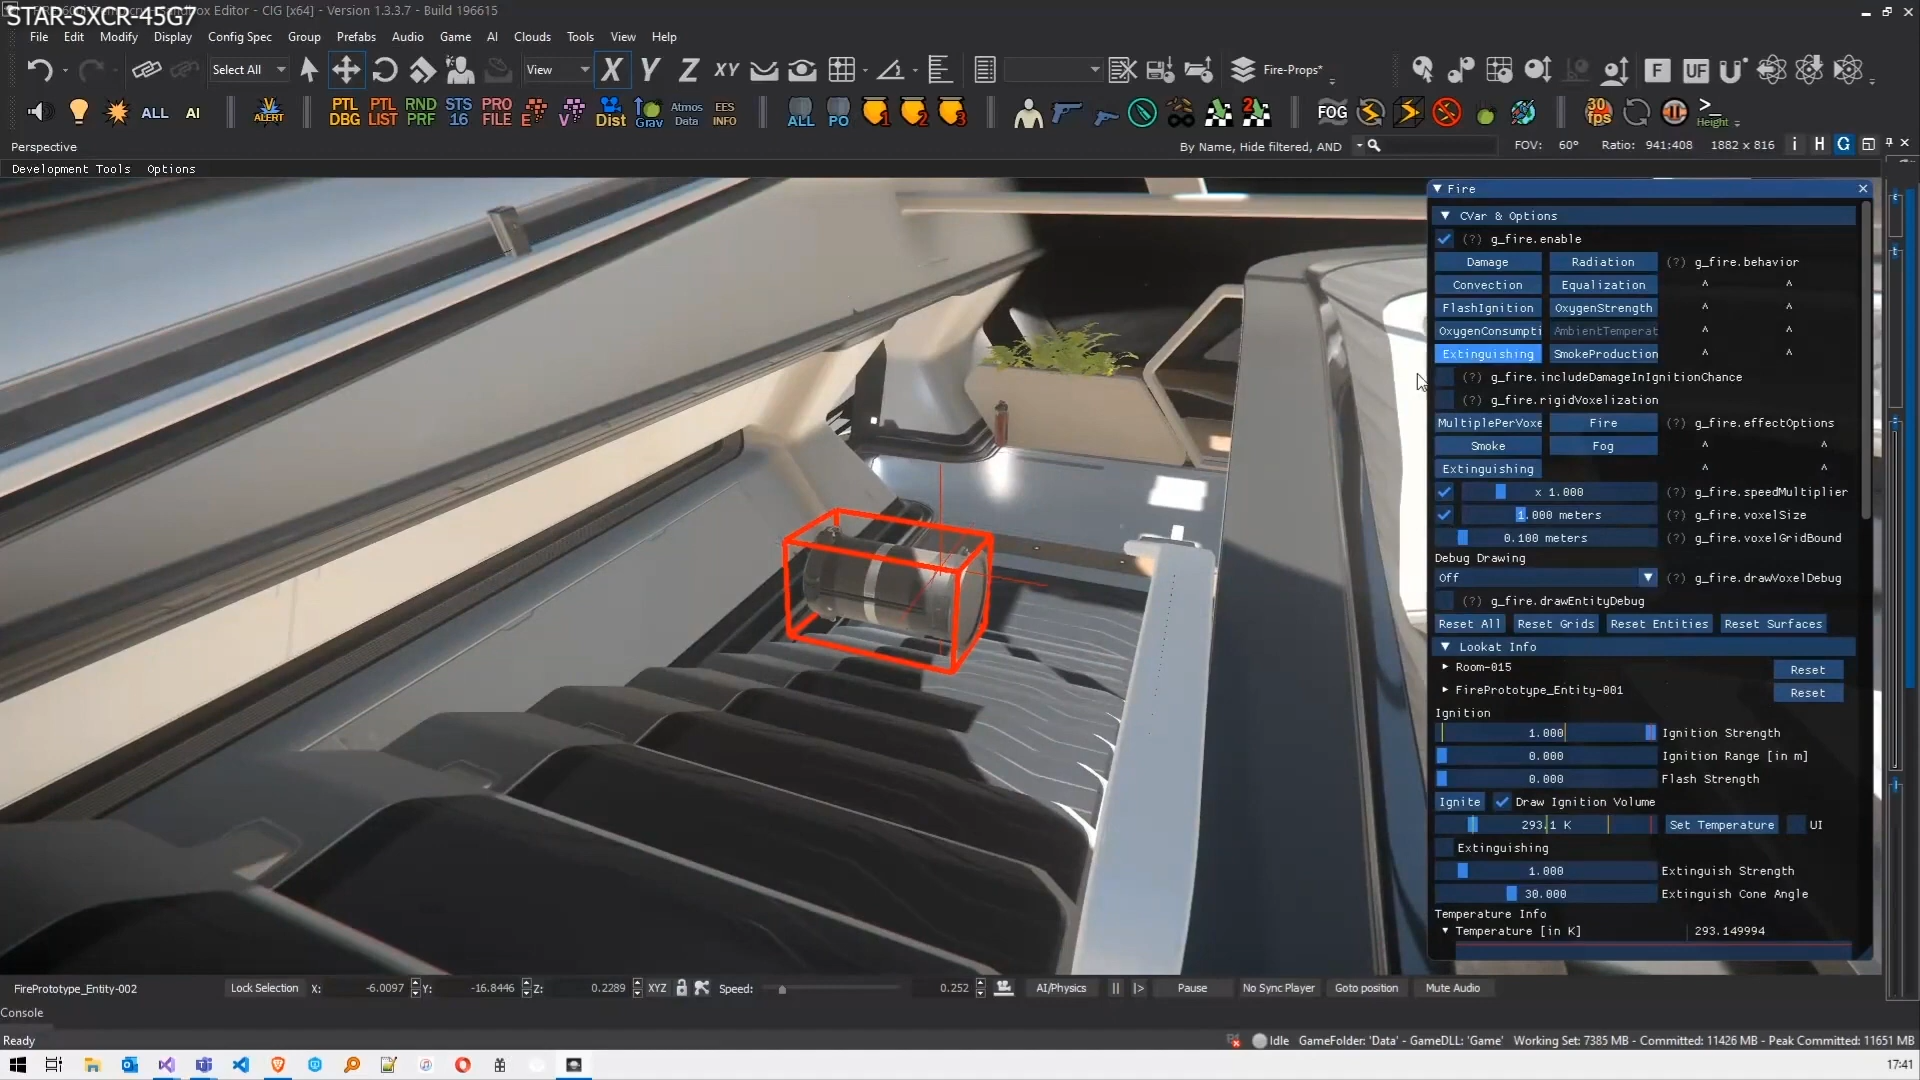 STAR-SXCR-45G7
Sandbox Editor - CIG [x64] - Version 1.3.3.7 - Build 196615
File Edit Modify Display Config Spec Group Prefabs Audio Game AI Clouds Tools View Help
Select All View X Y Z XY Fire-Props* F UF U
ALL AI V ALERT PTL DBG PTL LIST RND PRF STS 16 PRO FILE E V Dist Grav Atmos Data EES INFO ALL PO 1 2 3 2 FOG 30 fps >_ Height
Perspective By Name, Hide filtered, AND FOV: 60° Ratio: 941:408 1882 x 816 i H G
Development Tools Options
Fire
CVar & Options
(?) g_fire.enable
Damage Radiation (?) g_fire.behavior
Convection Equalization ^ ^
FlashIgnition OxygenStrength ^ ^
OxygenConsumpti AmbientTemperat ^ ^
Extinguishing SmokeProduction ^ ^
(?) g_fire.includeDamageInIgnitionChance
(?) g_fire.rigidVoxelization
MultiplePerVoxe Fire (?) g_fire.effectOptions
Smoke Fog ^ ^
Extinguishing ^ ^
x 1.000 (?) g_fire.speedMultiplier
1.000 meters (?) g_fire.voxelSize
0.100 meters (?) g_fire.voxelGridBound
Debug Drawing
Off (?) g_fire.drawVoxelDebug
(?) g_fire.drawEntityDebug
Reset All Reset Grids Reset Entities Reset Surfaces
Lookat Info
Room-015 Reset
FirePrototype_Entity-001 Reset
Ignition
1.000 Ignition Strength
0.000 Ignition Range [in m]
0.000 Flash Strength
Ignite Draw Ignition Volume
293.1 K Set Temperature UI
Extinguishing
1.000 Extinguish Strength
30.000 Extinguish Cone Angle
Temperature Info
Temperature [in K] 293.149994
FirePrototype_Entity-002 Lock Selection X: -6.0097 Y: -16.8446 Z: 0.2289 XYZ Speed: 0.252 AI/Physics Pause No Sync Player Goto position Mute Audio
Console
Ready Idle GameFolder: 'Data' - GameDLL: 'Game' Working Set: 7385 MB - Committed: 11426 MB - Peak Committed: 11651 MB
17:41